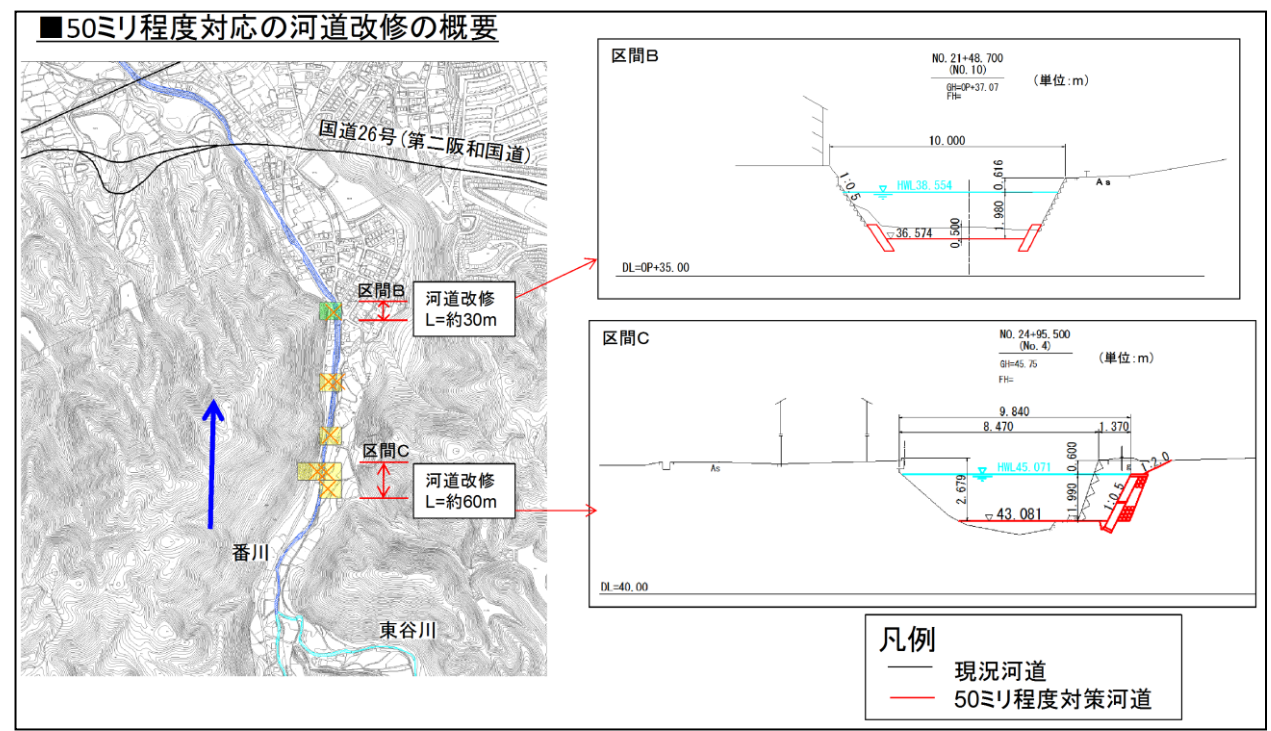 ■50ミリ程度対応の河道改修の概要
国道26号(第二阪和国道)
区間B
河道改修
L=約30m
区間C
河道改修
L=約60m
番川
東谷川
区間B
NO. 21+48.700
(NO. 10)
GH=OP+37.07
FH=
(単位:m)
10.000
1:0.5
HWL38.554
0.616
As
1.980
36.574
0.500
DL=OP+35.00
区間C
NO. 24+95.500
(No. 4)
GH=45.75
FH=
(単位:m)
9.840
8.470
1.370
As
HWL45.071
0.600
1:2.0
2.679
1.990
1:0.5
43.081
DL=40.00
凡例
現況河道
50ミリ程度対策河道